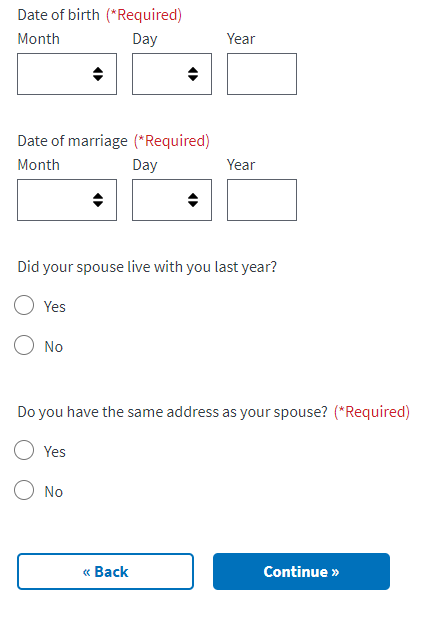 Date of birth (*Required)
Month Day Year
Date of marriage (*Required)
Month Day Year
Did your spouse live with you last year?
Yes
No
Do you have the same address as your spouse? (*Required)
Yes
No
« Back Continue »